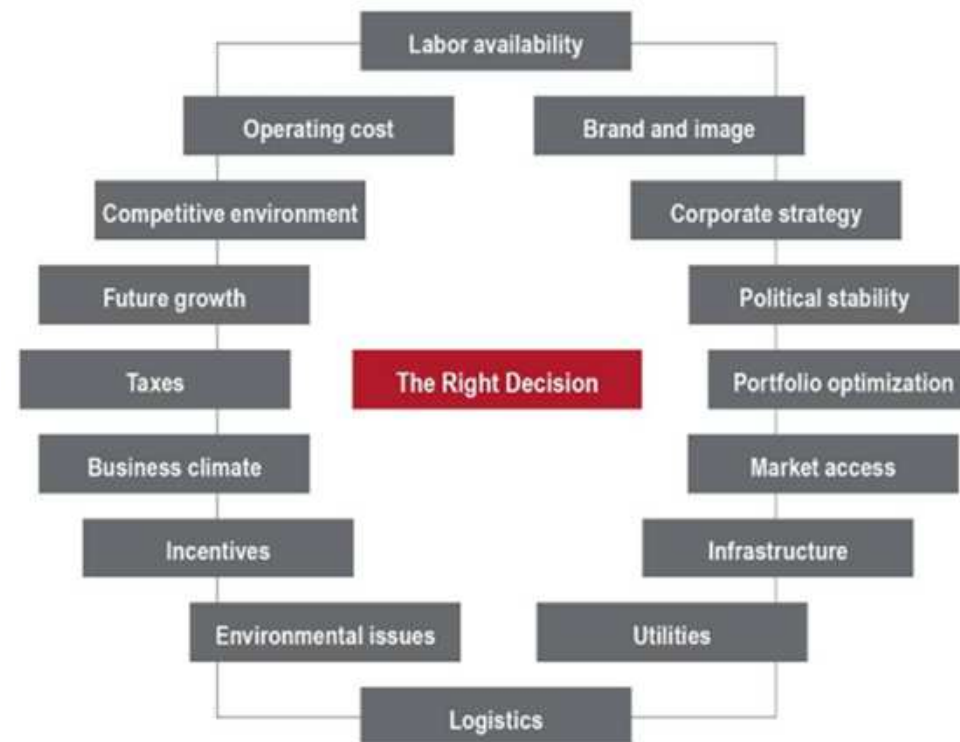 Labor availability
Operating cost
Brand and image
Competitive environment
Corporate strategy
Future growth
Political stability
Taxes
The Right Decision
Portfolio optimization
Business climate
Market access
Incentives
Infrastructure
Environmental issues
Utilities
Logistics